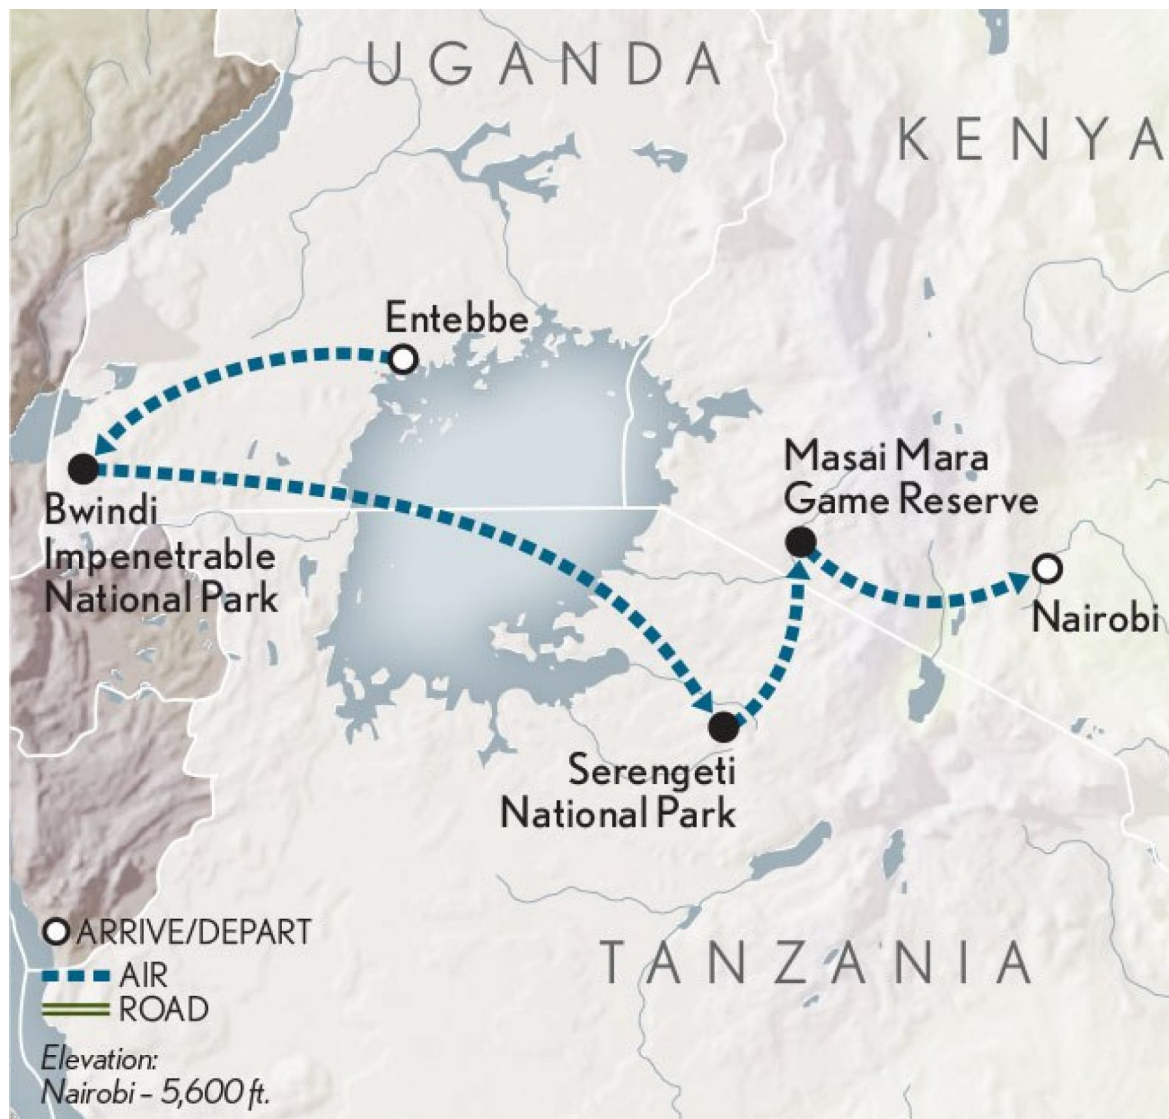 UGANDA
KENYA
Entebbe
Masai Mara
Game Reserve
Bwindi
Impenetrable
National Park
Nairobi
Serengeti
National Park
ARRIVE/DEPART
AIR
ROAD
TANZANIA
Elevation:
Nairobi – 5,600 ft.